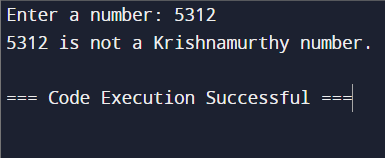 Enter a number: 5312
5312 is not a Krishnamurthy number.
=== Code Execution Successful ===